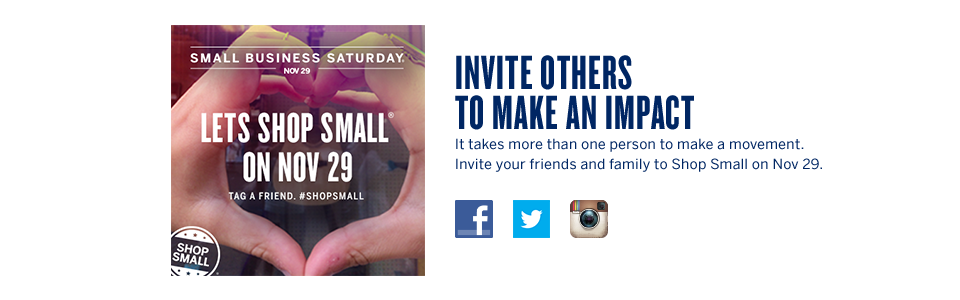 SMALL BUSINESS SATURDAY
NOV 29
LETS SHOP SMALL®
ON NOV 29
TAG A FRIEND. #SHOPSMALL
SHOP
SMALL
INVITE OTHERS
TO MAKE AN IMPACT
It takes more than one person to make a movement.
Invite your friends and family to Shop Small on Nov 29.
f